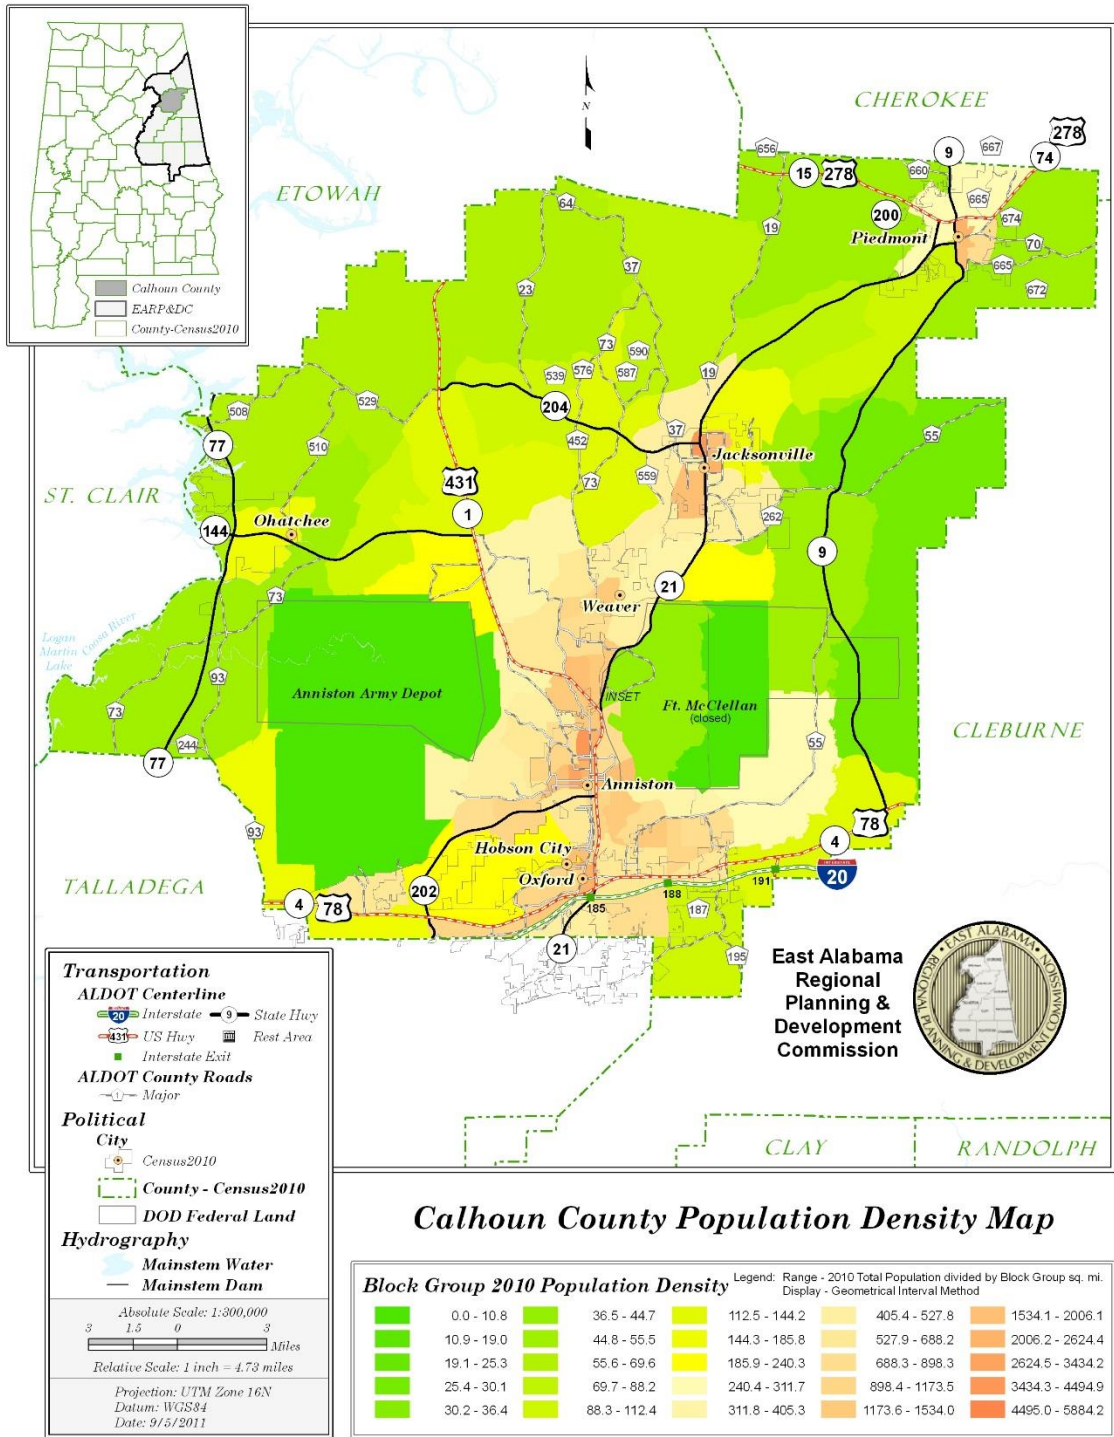 Calhoun County
EARP&DC
County-Census2010
ETOWAH
CHEROKEE
ST. CLAIR
TALLADEGA
CLEBURNE
CLAY
RANDOLPH
N
656
15
278
660
9
667
74
278
200
665
674
Piedmont
70
665
672
64
19
37
23
73
590
539
576
587
19
529
508
204
77
510
452
37
Jacksonville
55
73
559
431
1
262
144
Ohatchee
9
21
Weaver
73
Logan
Martin
Lake
Coosa River
93
Anniston Army Depot
INSET
Ft. McClellan
(closed)
73
244
77
55
Anniston
78
93
4
Hobson City
Oxford
202
191
INTERSTATE
20
188
4
78
185
187
21
195
East Alabama
Regional
Planning &
Development
Commission
• EAST ALABAMA •
REGIONAL PLANNING & DEVELOPMENT COMMISSION
Transportation
ALDOT Centerline
20 Interstate 9 State Hwy
431 US Hwy Rest Area
Interstate Exit
ALDOT County Roads
1 Major
Political
City
Census2010
County - Census2010
DOD Federal Land
Hydrography
Mainstem Water
Mainstem Dam
Absolute Scale: 1:300,000
3 1.5 0 3
Miles
Relative Scale: 1 inch = 4.73 miles
Projection: UTM Zone 16N
Datum: WGS84
Date: 9/5/2011
Calhoun County Population Density Map
Block Group 2010 Population Density Legend: Range - 2010 Total Population divided by Block Group sq. mi.
Display - Geometrical Interval Method
0.0 - 10.8 36.5 - 44.7 112.5 - 144.2 405.4 - 527.8 1534.1 - 2006.1
10.9 - 19.0 44.8 - 55.5 144.3 - 185.8 527.9 - 688.2 2006.2 - 2624.4
19.1 - 25.3 55.6 - 69.6 185.9 - 240.3 688.3 - 898.3 2624.5 - 3434.2
25.4 - 30.1 69.7 - 88.2 240.4 - 311.7 898.4 - 1173.5 3434.3 - 4494.9
30.2 - 36.4 88.3 - 112.4 311.8 - 405.3 1173.6 - 1534.0 4495.0 - 5884.2